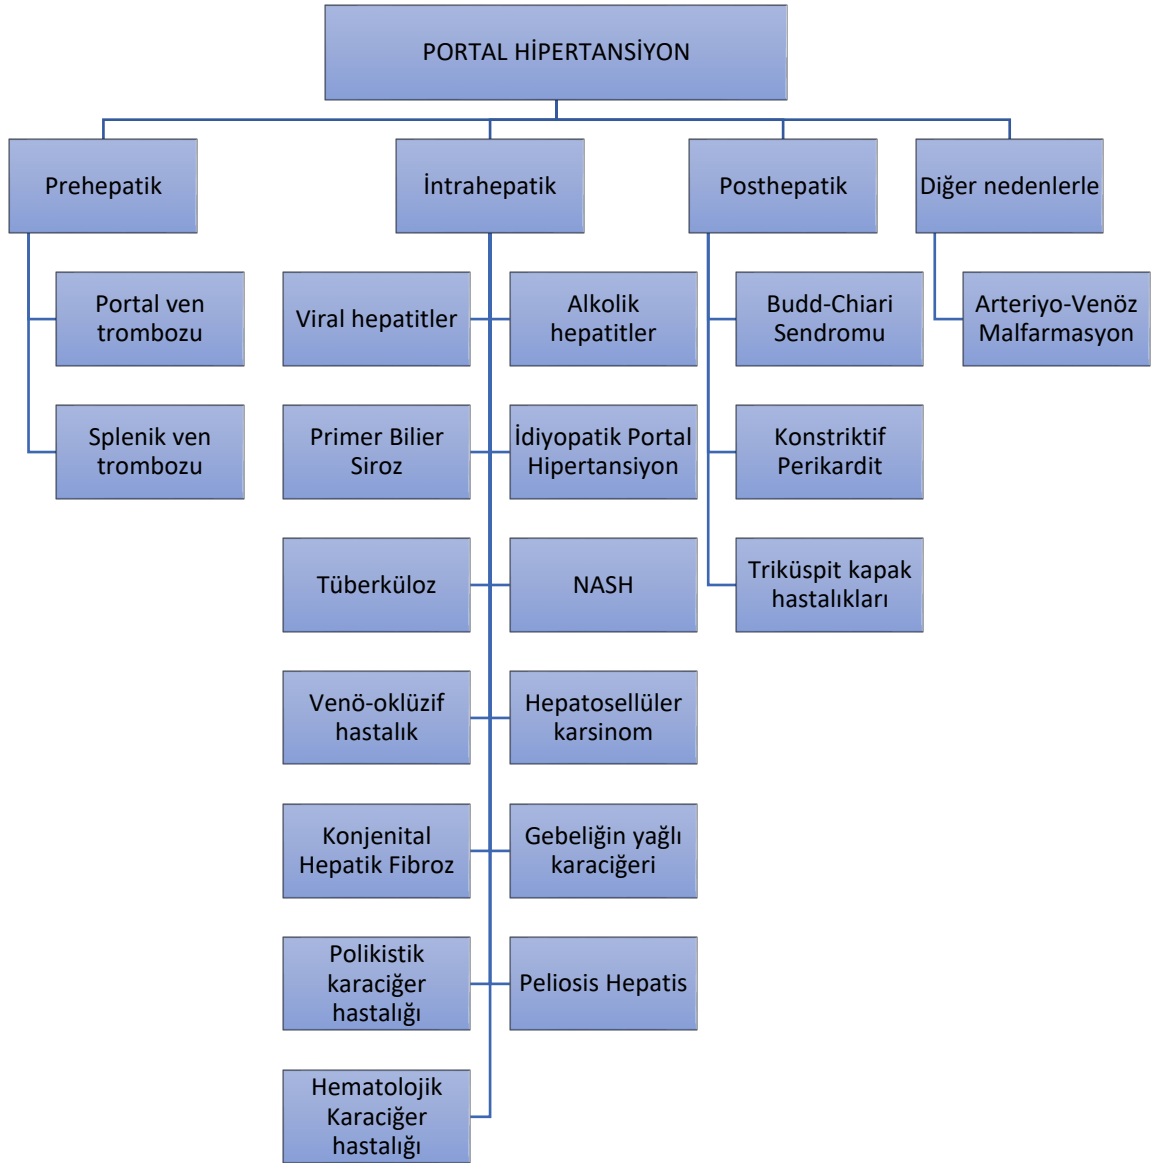 PORTAL HİPERTANSİYON
Prehepatik
İntrahepatik
Posthepatik
Diğer nedenlerle
Portal ven
trombozu
Splenik ven
trombozu
Viral hepatitler
Alkolik
hepatitler
Primer Bilier
Siroz
İdiyopatik Portal
Hipertansiyon
Tüberküloz
NASH
Venö-oklüzif
hastalık
Hepatosellüler
karsinom
Konjenital
Hepatik Fibroz
Gebeliğin yağlı
karaciğeri
Polikistik
karaciğer
hastalığı
Peliosis Hepatis
Hematolojik
Karaciğer
hastalığı
Budd-Chiari
Sendromu
Konstriktif
Perikardit
Triküspit kapak
hastalıkları
Arteriyo-Venöz
Malfarmasyon